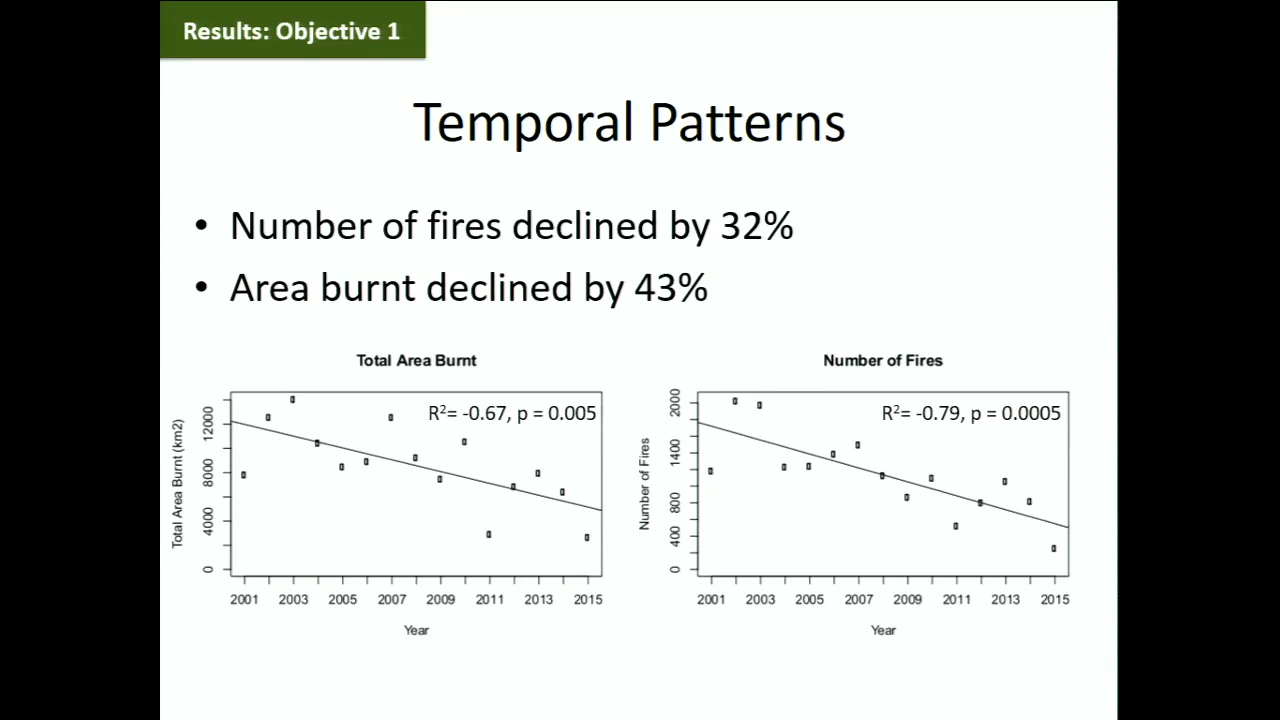 Results: Objective 1
Temporal Patterns
• Number of fires declined by 32%
• Area burnt declined by 43%
Total Area Burnt
R²= -0.67, p = 0.005
Total Area Burnt (km2)
12000
8000
4000
0
2001 2003 2005 2007 2009 2011 2013 2015
Year
Number of Fires
R²= -0.79, p = 0.0005
Number of Fires
2000
1400
800
400
0
2001 2003 2005 2007 2009 2011 2013 2015
Year